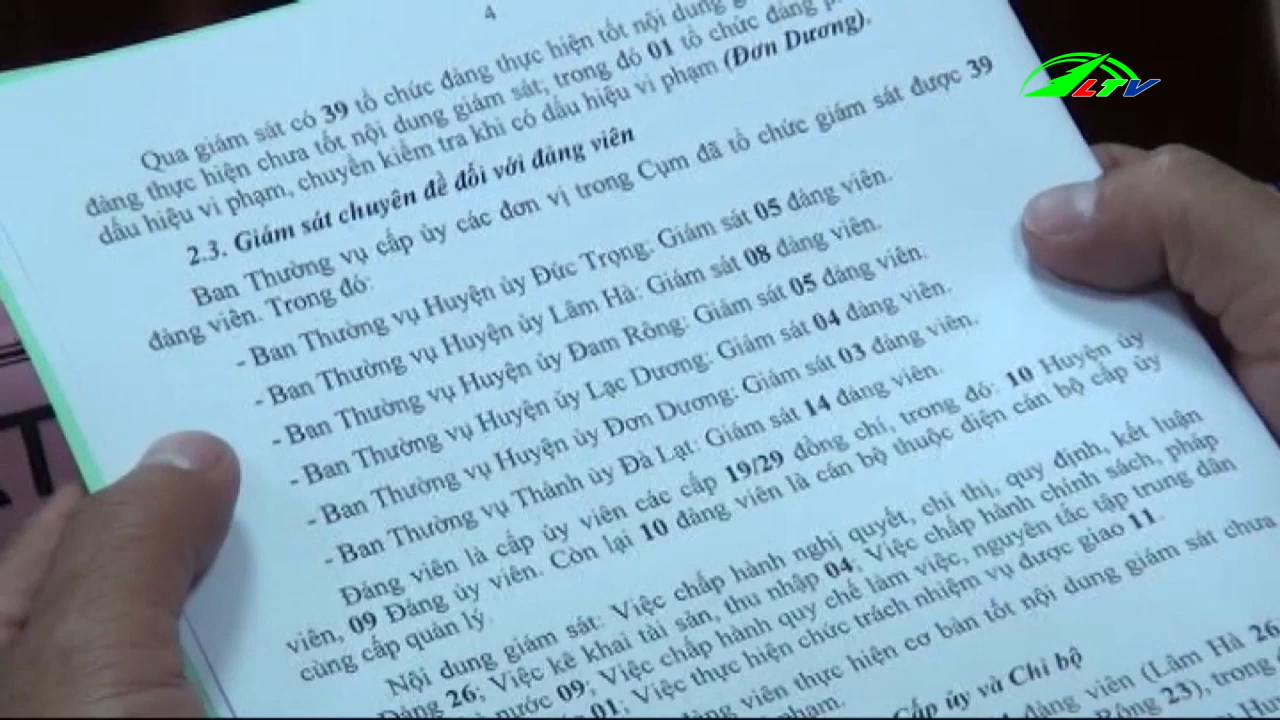 4
LTV
Qua giám sát có 39 tổ chức đảng thực hiện tốt nội dung
đảng thực hiện chưa tốt nội dung giám sát; trong đó 01 tổ chức đảng
dấu hiệu vi phạm, chuyển kiểm tra khi có dấu hiệu vi phạm (Đơn Dương).
2.3. Giám sát chuyên đề đối với đảng viên
Ban Thường vụ cấp ủy các đơn vị trong Cụm đã tổ chức giám sát được 39
đảng viên. Trong đó:
- Ban Thường vụ Huyện ủy Đức Trọng: Giám sát 05 đảng viên.
- Ban Thường vụ Huyện ủy Lâm Hà: Giám sát 08 đảng viên.
- Ban Thường vụ Huyện ủy Đam Rông: Giám sát 05 đảng viên.
- Ban Thường vụ Huyện ủy Lạc Dương: Giám sát 04 đảng viên.
- Ban Thường vụ Huyện ủy Đơn Dương: Giám sát 03 đảng viên.
- Ban Thường vụ Thành ủy Đà Lạt: Giám sát 14 đảng viên.
Đảng viên là cấp ủy viên các cấp 19/29 đồng chí, trong đó: 10 Huyện ủy
viên, 09 Đảng ủy viên. Còn lại 10 đảng viên là cán bộ thuộc diện cán bộ cấp ủy
cùng cấp quản lý.
Nội dung giám sát: Việc chấp hành nghị quyết, chỉ thị, quy định, kết luận
Đảng 26; Việc kê khai tài sản, thu nhập 04; Việc chấp hành chính sách, pháp
nước 09; Việc chấp hành quy chế làm việc, nguyên tắc tập trung dân
01; Việc thực hiện chức trách nhiệm vụ được giao 11.
đảng viên thực hiện cơ bản tốt nội dung giám sát chưa
phạm.
Cấp ủy và Chi bộ
đảng viên (Lâm Hà 26
Rông 23), trong